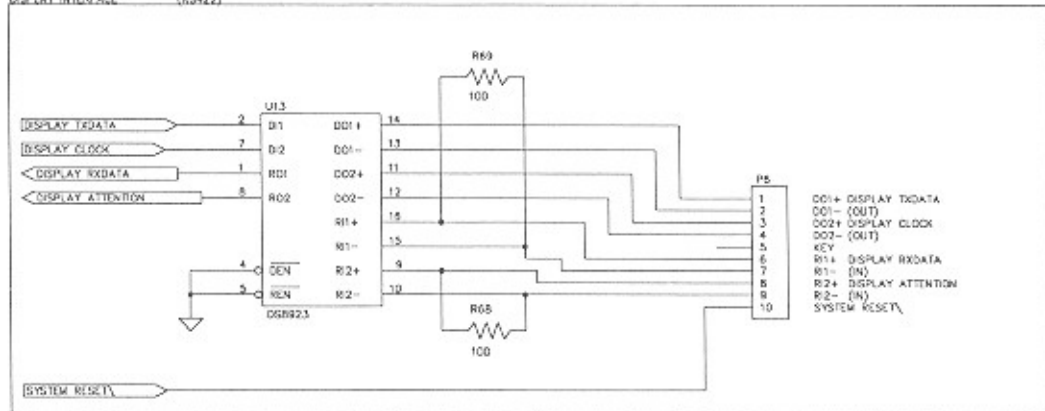 DISPLAY INTERFACE (RS422)
R69
100
U13
DISPLAY TXDATA 2 DI1 DO1+ 14
DISPLAY CLOCK 7 DI2 DO1- 13
DISPLAY RXDATA 1 RO1 DO2+ 11
DISPLAY ATTENTION 8 RO2 DO2- 12
RI1+ 16
RI1- 15
4 DEN RI2+ 9
5 REN RI2- 10
DS8923
R68
100
P6
1 DO1+ DISPLAY TXDATA
2 DO1- (OUT)
3 DO2+ DISPLAY CLOCK
4 DO2- (OUT)
5 KEY
6 RI1+ DISPLAY RXDATA
7 RI1- (IN)
8 RI2+ DISPLAY ATTENTION
9 RI2- (IN)
10 SYSTEM RESET\
SYSTEM RESET\